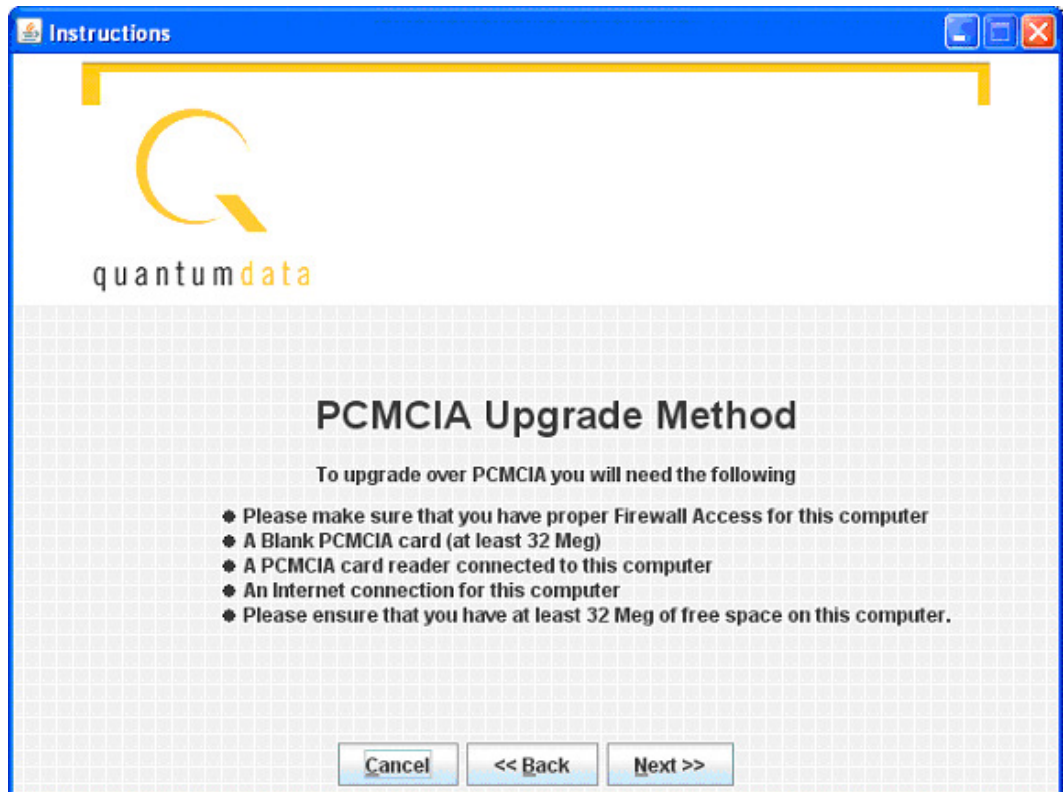 Instructions
quantumdata
PCMCIA Upgrade Method
To upgrade over PCMCIA you will need the following
● Please make sure that you have proper Firewall Access for this computer
● A Blank PCMCIA card (at least 32 Meg)
● A PCMCIA card reader connected to this computer
● An Internet connection for this computer
● Please ensure that you have at least 32 Meg of free space on this computer.
Cancel << Back Next >>